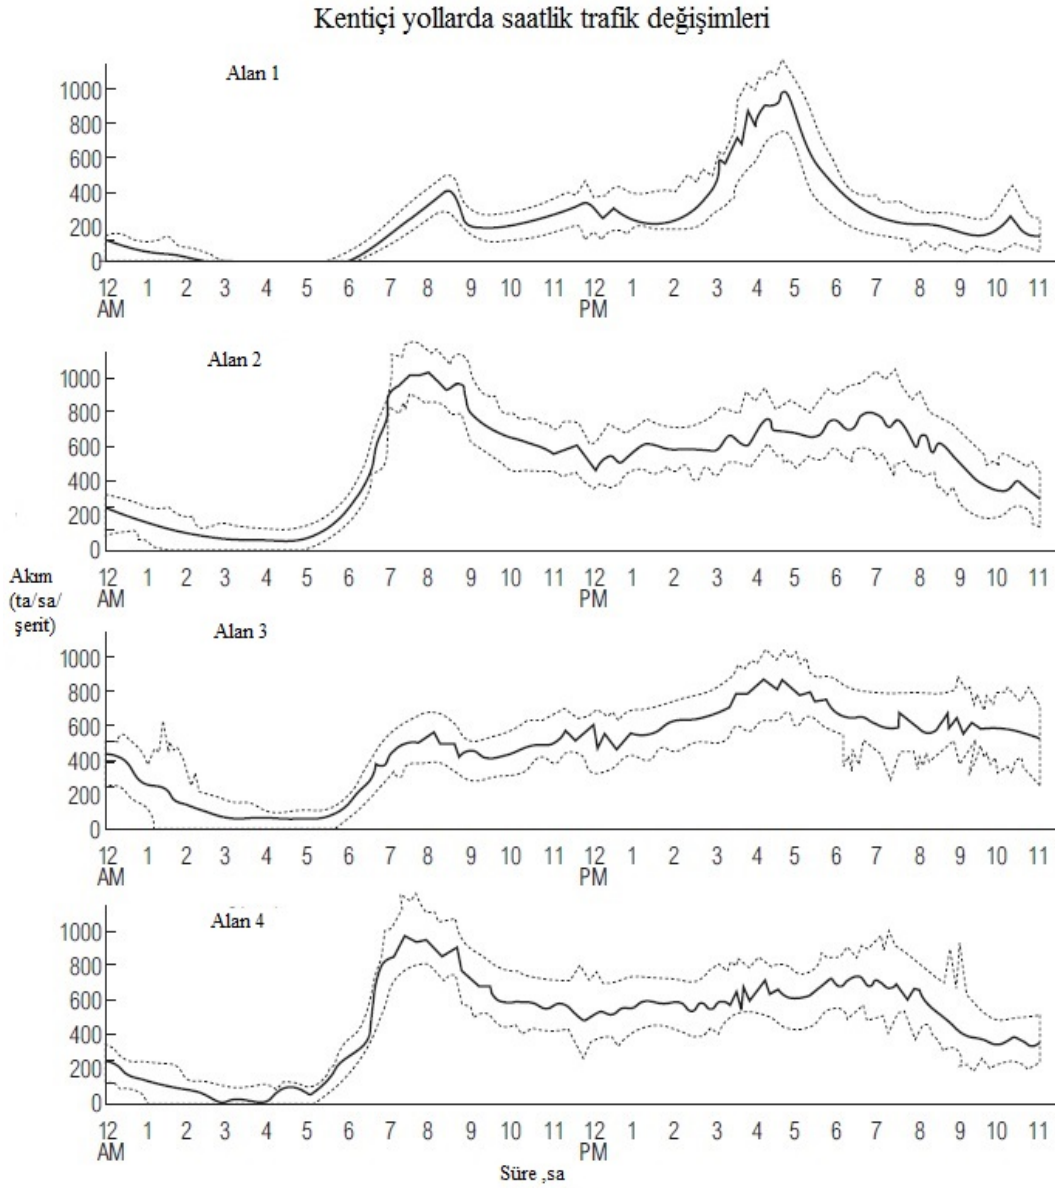 Kentiçi yollarda saatlik trafik değişimleri
Alan 1
1000
800
600
400
200
0
12 1 2 3 4 5 6 7 8 9 10 11 12 1 2 3 4 5 6 7 8 9 10 11
AM PM
Alan 2
1000
800
600
400
200
0
12 1 2 3 4 5 6 7 8 9 10 11 12 1 2 3 4 5 6 7 8 9 10 11
AM PM
Akım
(ta/sa/
şerit)
Alan 3
1000
800
600
400
200
0
12 1 2 3 4 5 6 7 8 9 10 11 12 1 2 3 4 5 6 7 8 9 10 11
AM PM
Alan 4
1000
800
600
400
200
0
12 1 2 3 4 5 6 7 8 9 10 11 12 1 2 3 4 5 6 7 8 9 10 11
AM PM
Süre ,sa